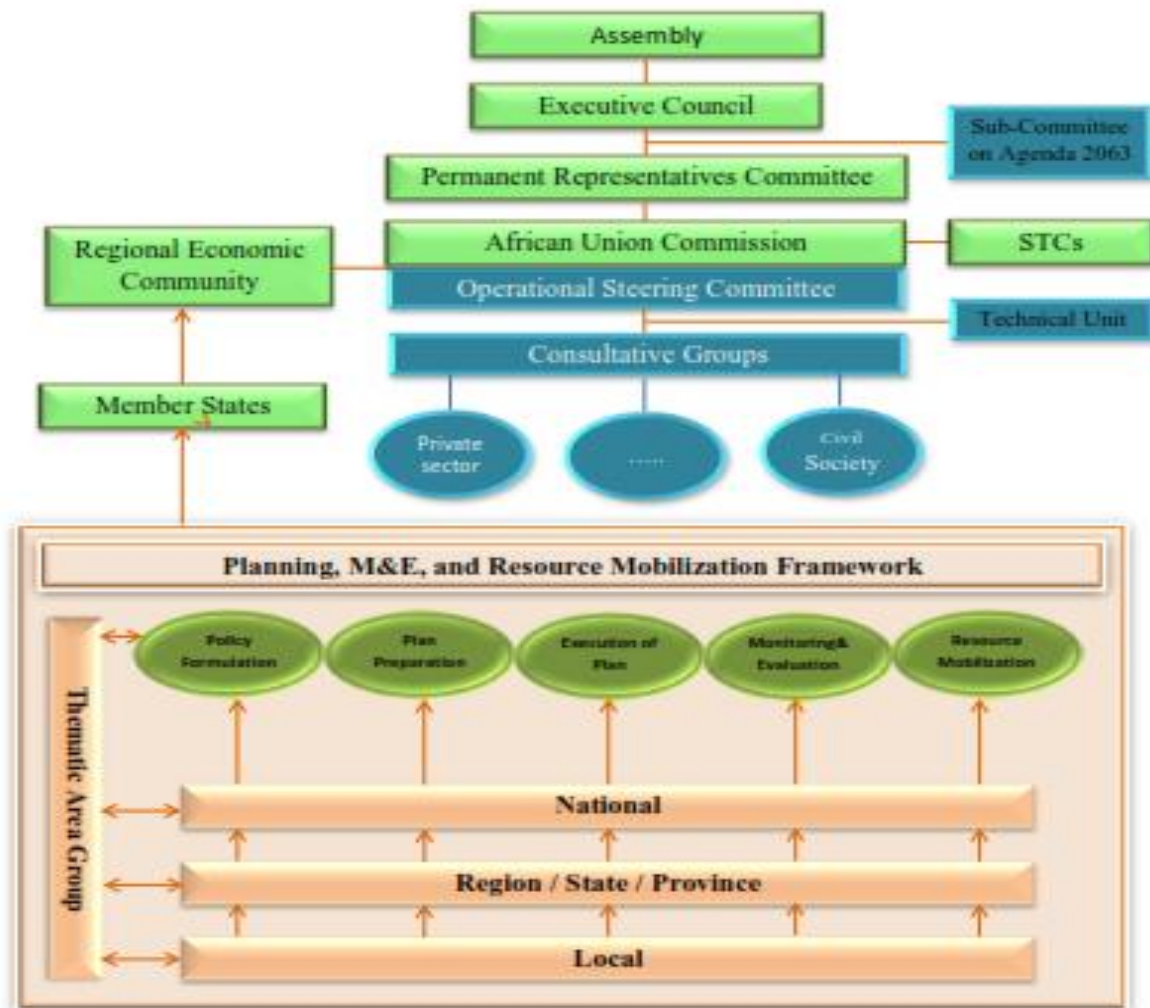 Assembly
Executive Council
Sub-Committee
on Agenda 2063
Permanent Representatives Committee
Regional Economic
Community
African Union Commission
STCs
Operational Steering Committee
Technical Unit
Consultative Groups
Member States
Private
sector
.....
Civil
Society
Planning, M&E, and Resource Mobilization Framework
Thematic Area Group
Policy
Formulation
Plan
Preparation
Execution of
Plan
Monitoring&
Evaluation
Resource
Mobilization
National
Region / State / Province
Local